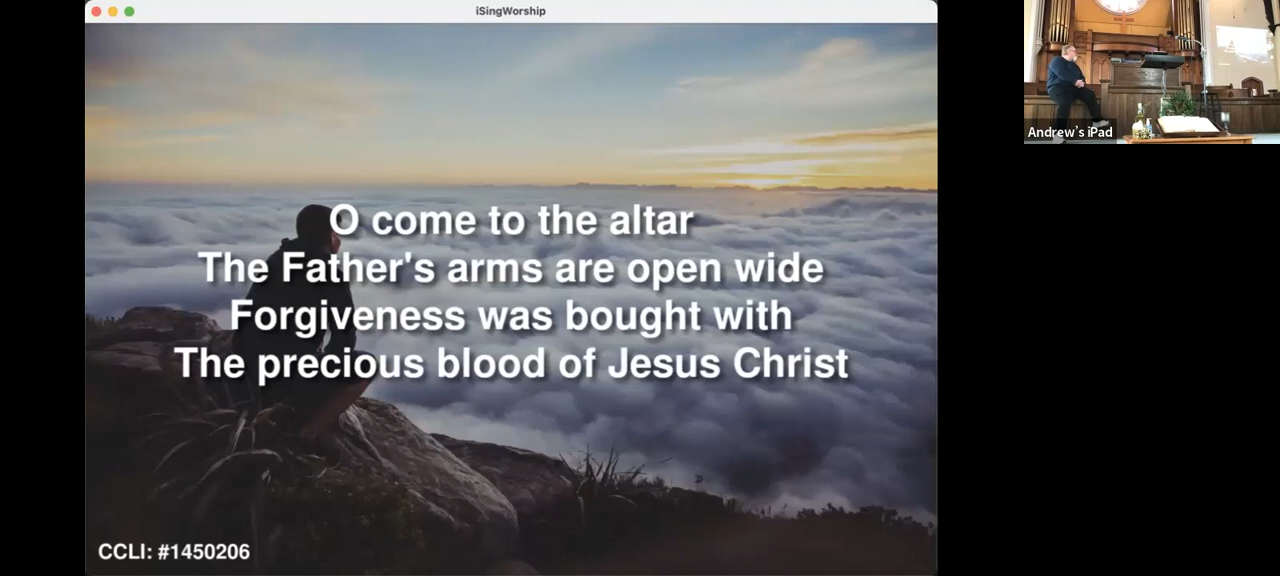 iSingWorship
O come to the altar
The Father's arms are open wide
Forgiveness was bought with
The precious blood of Jesus Christ
CCLI: #1450206
Andrew's iPad